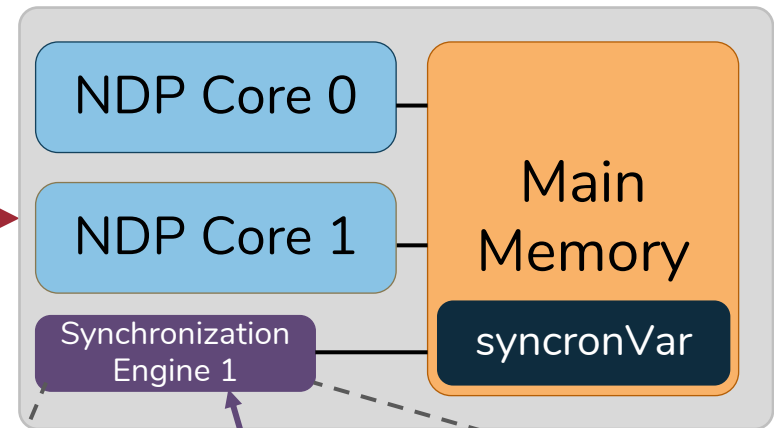 NDP Core 0
NDP Core 1
Main
Memory
Synchronization
Engine 1
syncronVar